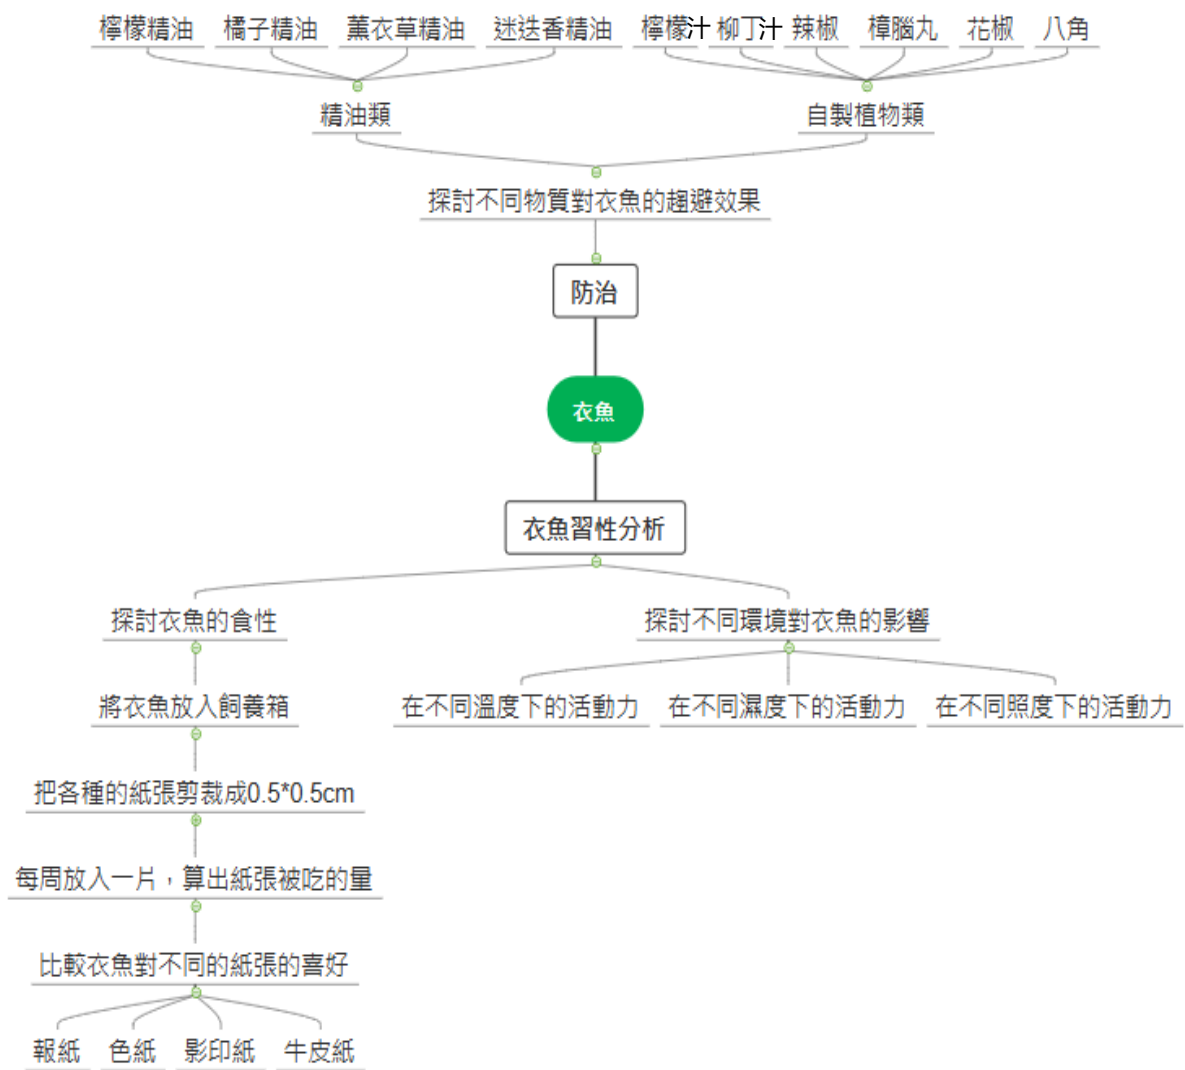 檸檬精油 橘子精油 薰衣草精油 迷迭香精油 檸檬汁 柳丁汁 辣椒 樟腦丸 花椒 八角
精油類 自製植物類
探討不同物質對衣魚的趨避效果
防治
衣魚
衣魚習性分析
探討衣魚的食性 探討不同環境對衣魚的影響
將衣魚放入飼養箱 在不同溫度下的活動力 在不同濕度下的活動力 在不同照度下的活動力
把各種的紙張剪裁成0.5*0.5cm
每周放入一片，算出紙張被吃的量
比較衣魚對不同的紙張的喜好
報紙 色紙 影印紙 牛皮紙